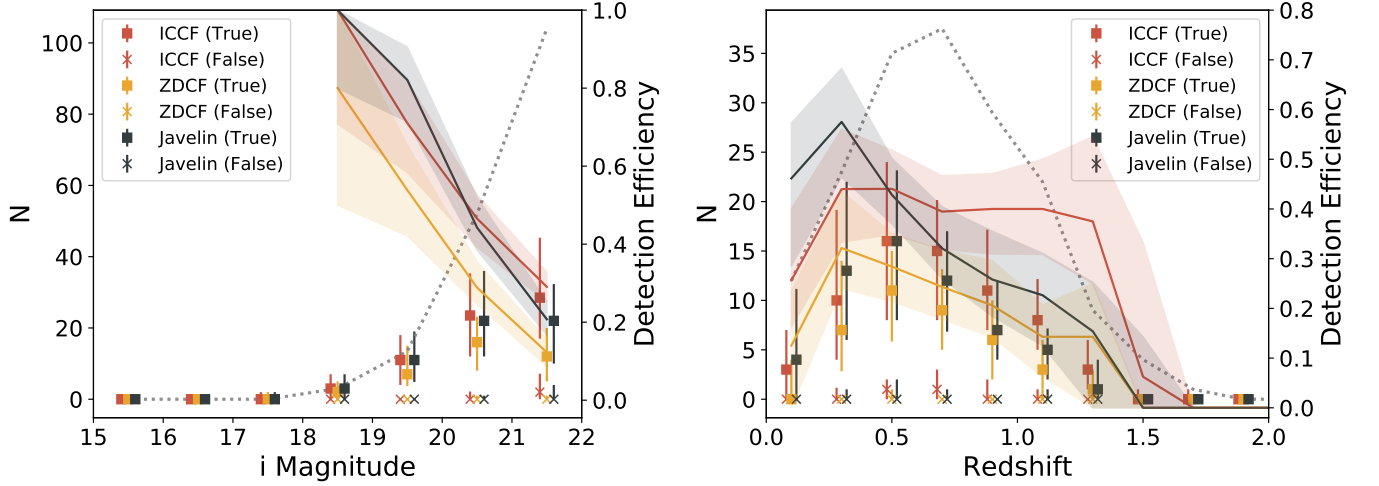 100
80
60
40
20
0
N
15 16 17 18 19 20 21 22
i Magnitude
1.0
0.8
0.6
0.4
0.2
0.0
Detection Efficiency
ICCF (True)
ICCF (False)
ZDCF (True)
ZDCF (False)
Javelin (True)
Javelin (False)
35
30
25
20
15
10
5
0
N
0.0 0.5 1.0 1.5 2.0
Redshift
0.8
0.7
0.6
0.5
0.4
0.3
0.2
0.1
0.0
Detection Efficiency
ICCF (True)
ICCF (False)
ZDCF (True)
ZDCF (False)
Javelin (True)
Javelin (False)